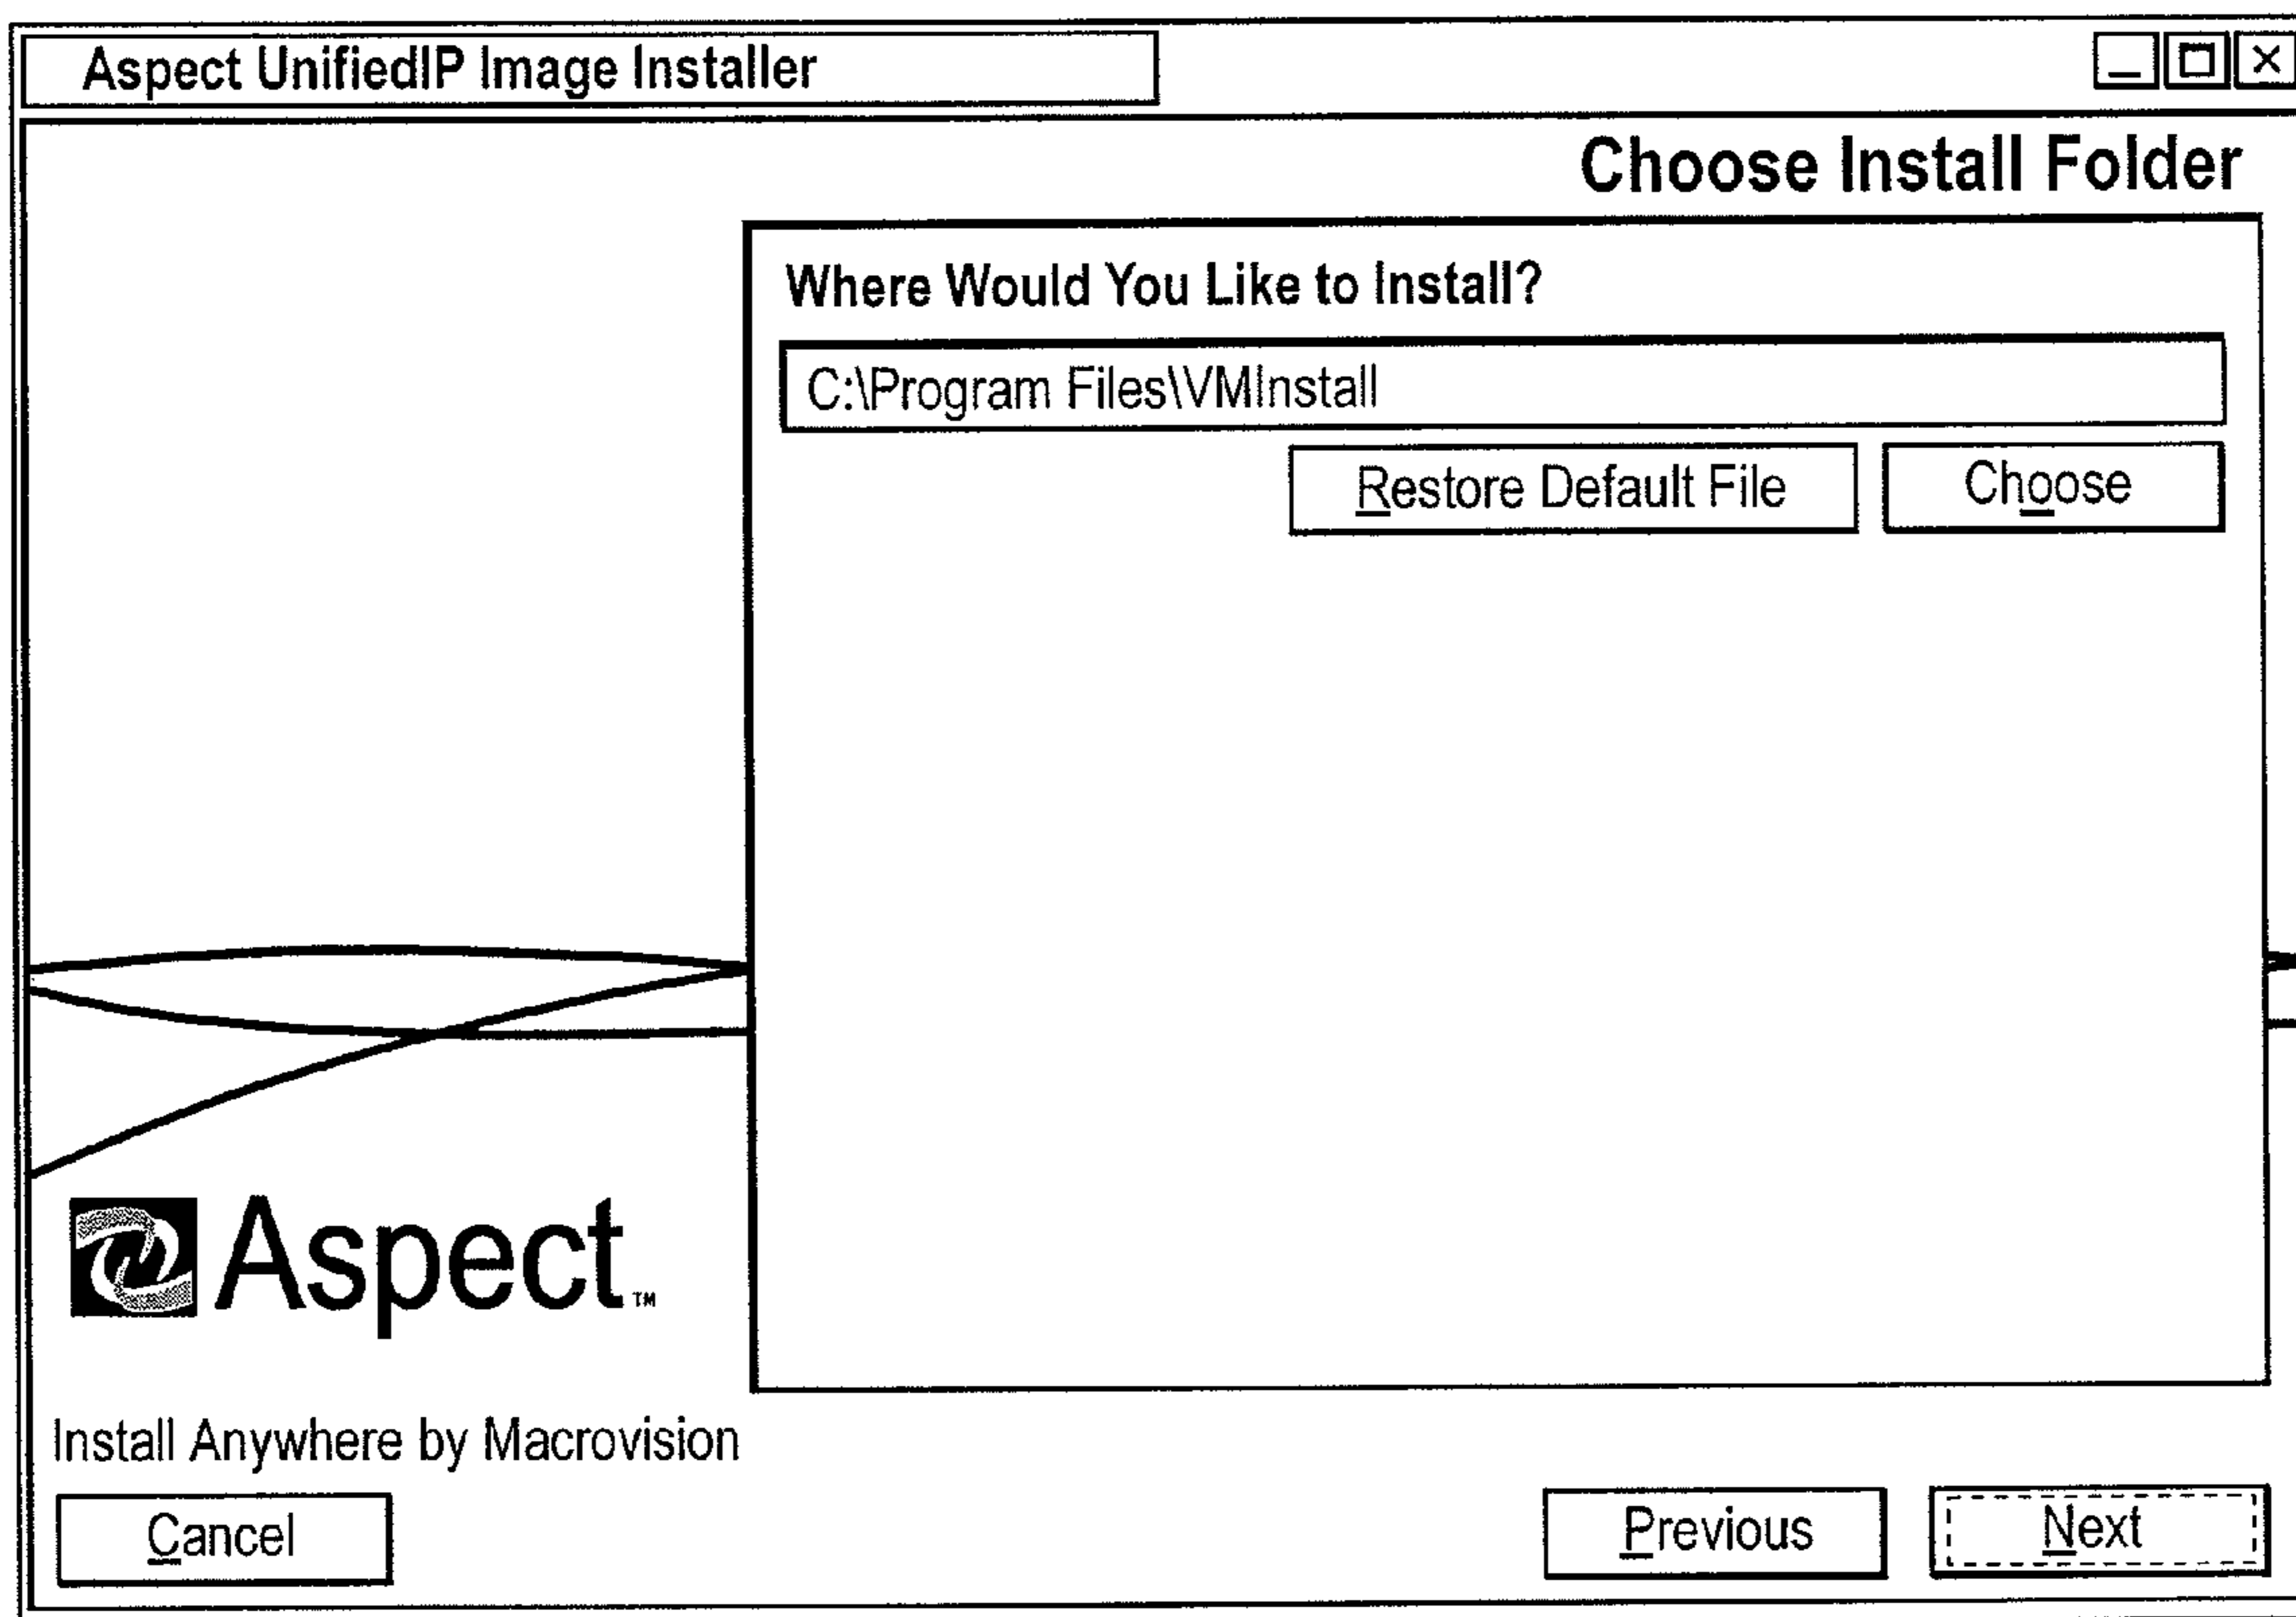 Aspect UnifiedIP Image Installer
Choose Install Folder
Where Would You Like to Install?
C:\Program Files\VMInstall
Restore Default File
Choose
Aspect™
Install Anywhere by Macrovision
Cancel
Previous
Next